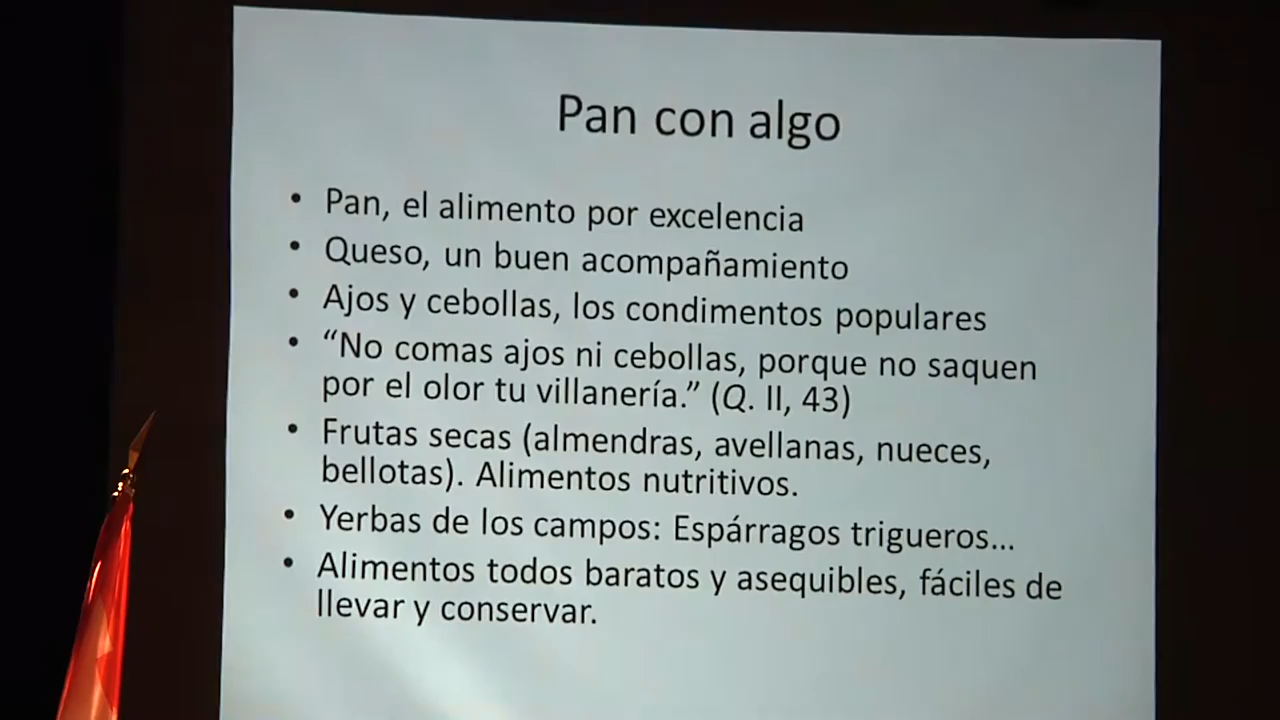 Pan con algo
• Pan, el alimento por excelencia
• Queso, un buen acompañamiento
• Ajos y cebollas, los condimentos populares
• “No comas ajos ni cebollas, porque no saquen
por el olor tu villanería.” (Q. II, 43)
• Frutas secas (almendras, avellanas, nueces,
bellotas). Alimentos nutritivos.
• Yerbas de los campos: Espárragos trigueros...
• Alimentos todos baratos y asequibles, fáciles de
llevar y conservar.